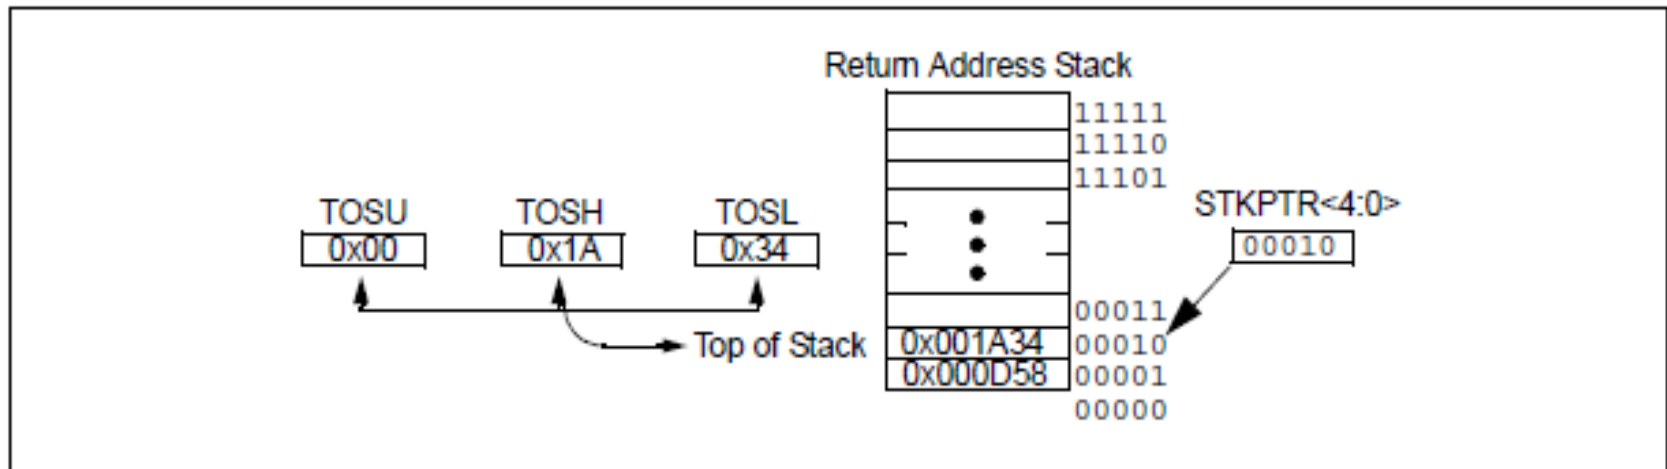 Return Address Stack
11111
11110
11101
TOSU TOSH TOSL
0x00 0x1A 0x34
STKPTR<4:0>
00010
00011
Top of Stack 0x001A34 00010
0x000D58 00001
00000